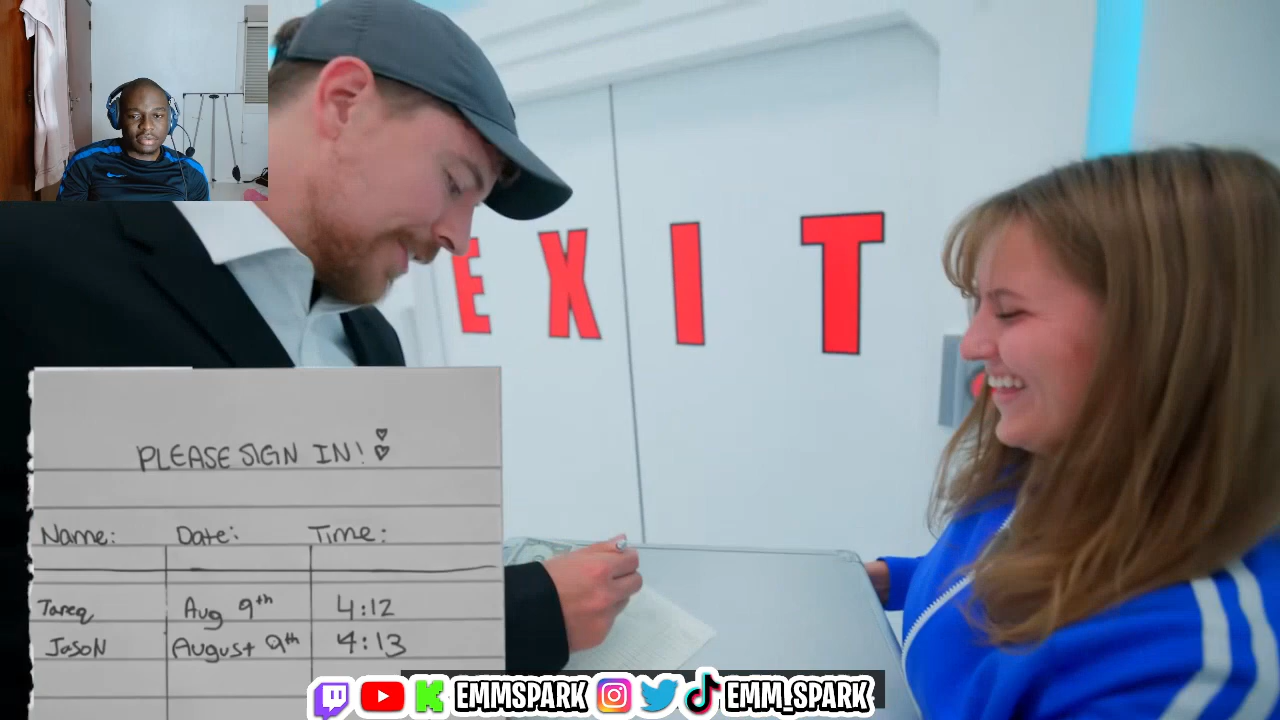 EXIT
PLEASE SIGN IN!
Name: Date: Time:
Tareq Aug 9th 4:12
JasoN August 9th 4:13
EMMSPARK EMM_SPARK